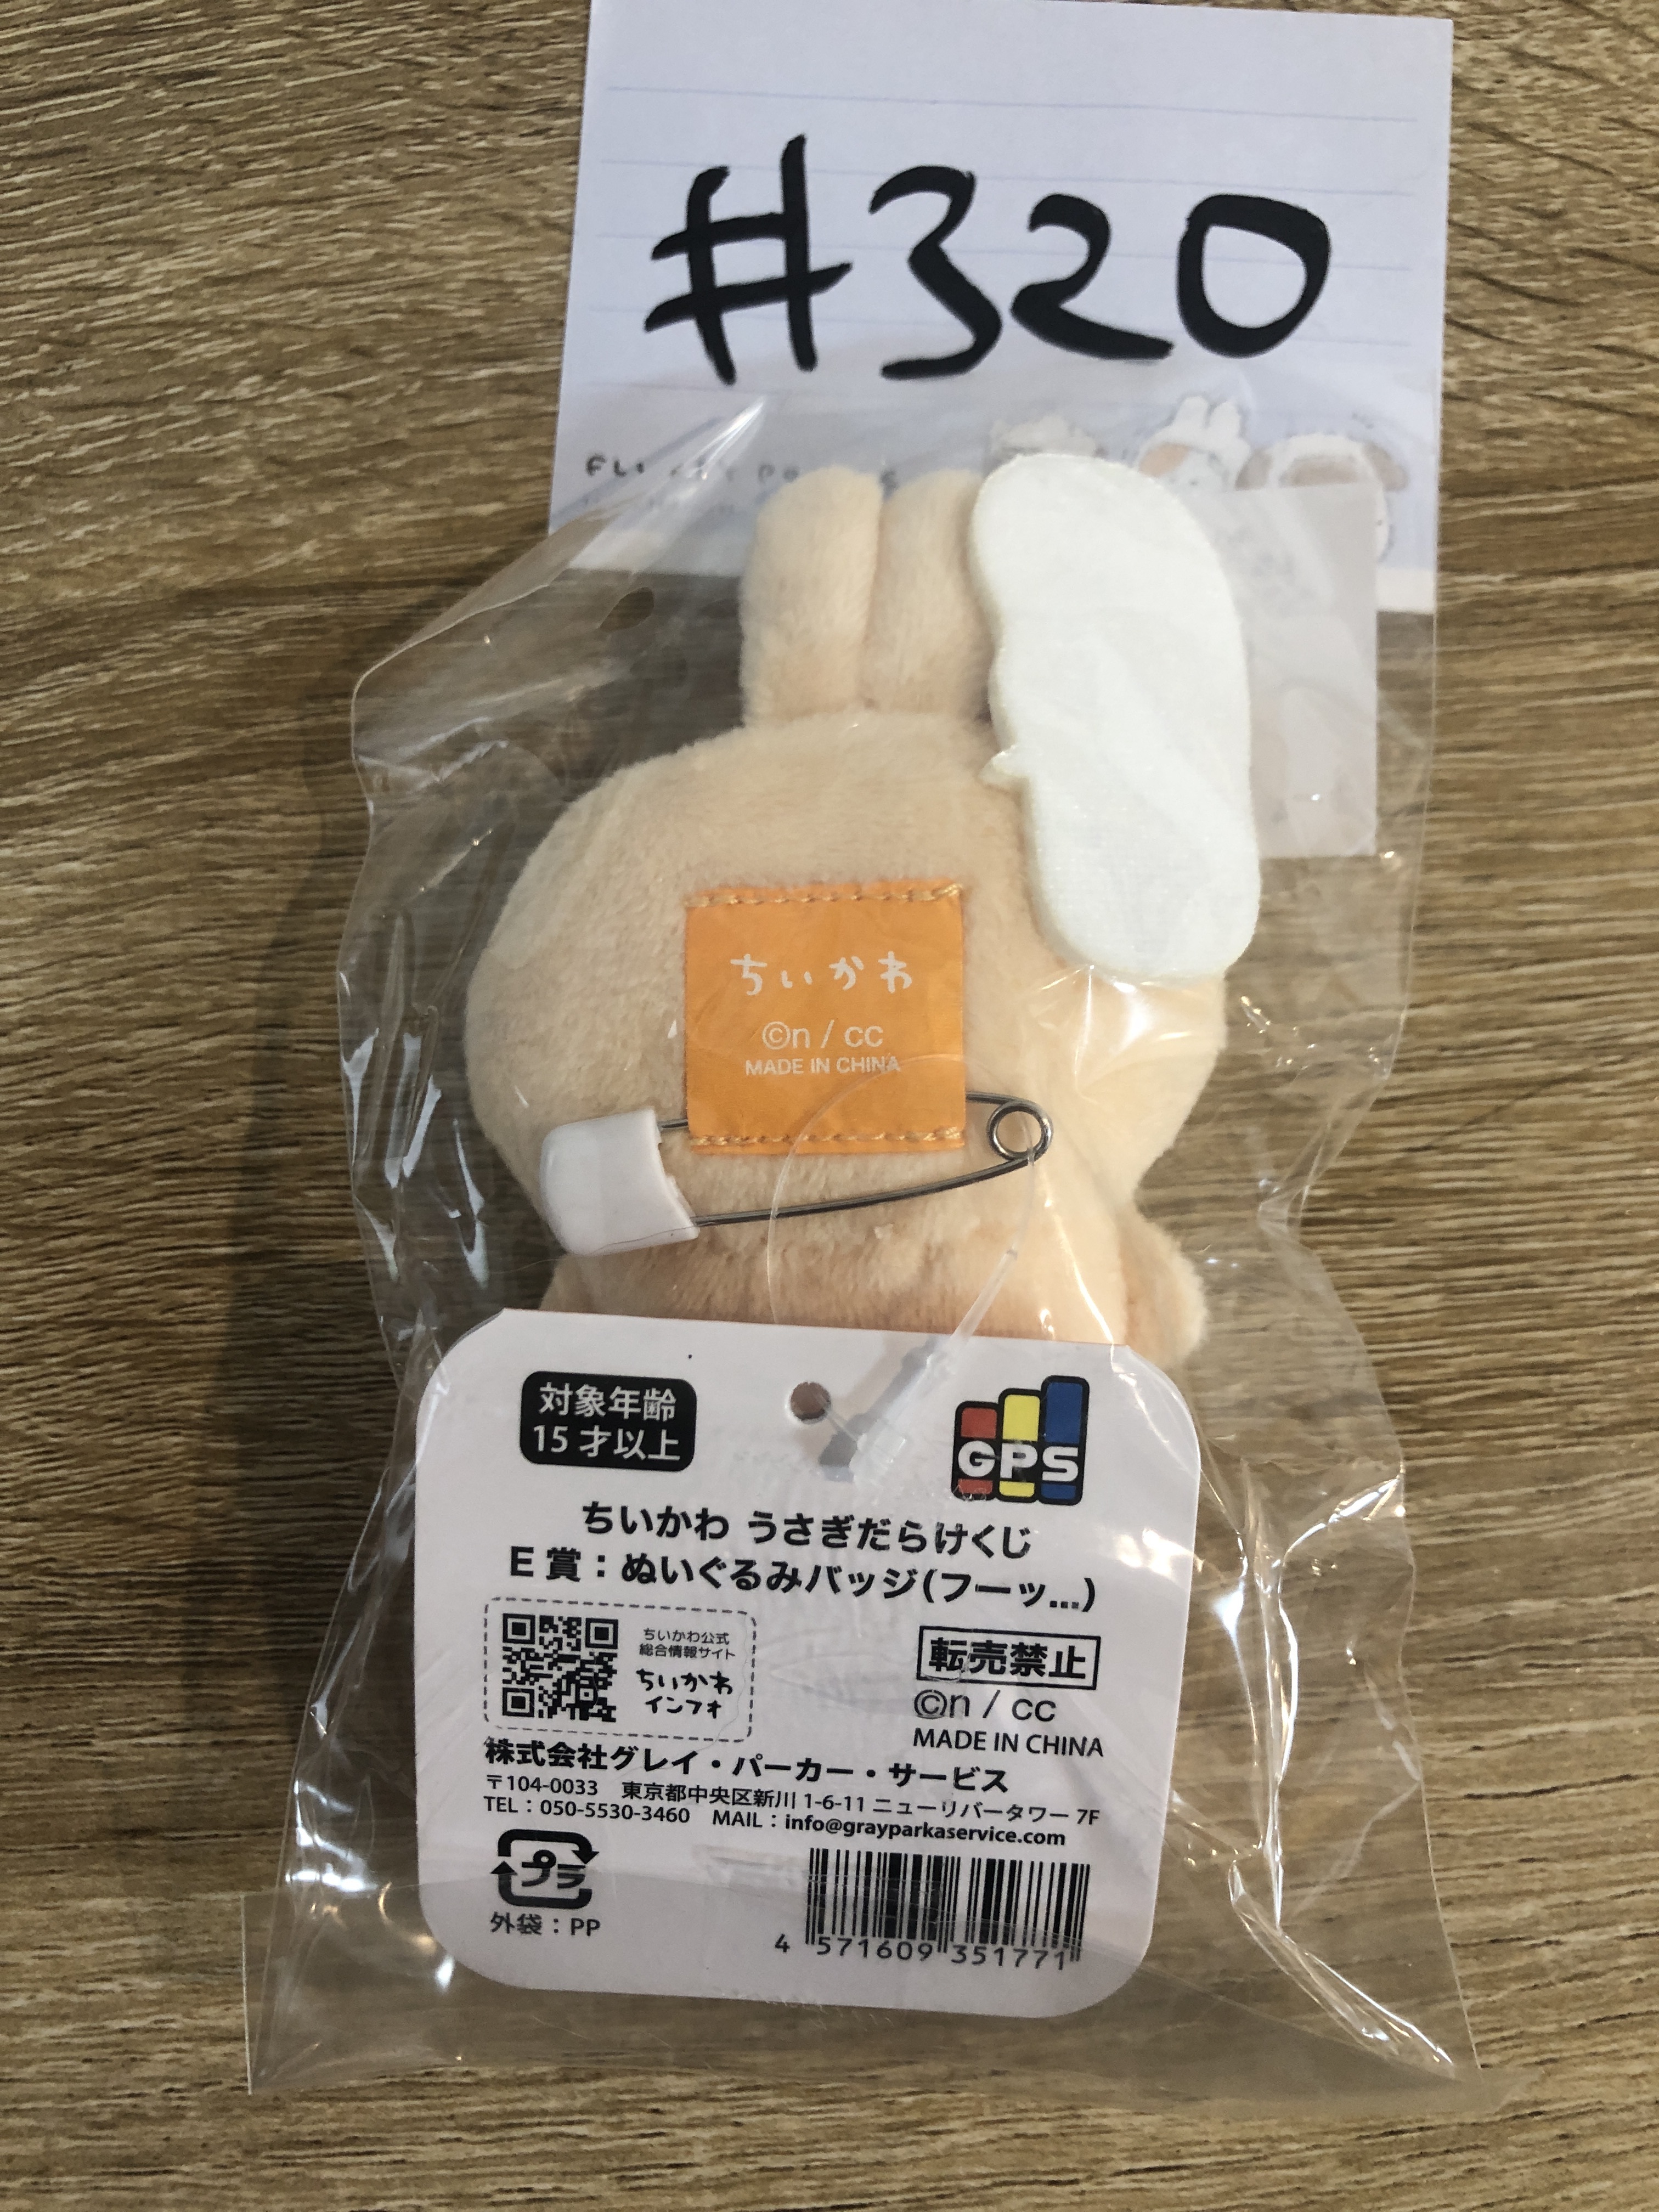 #320
ちいかわ
©n / cc
MADE IN CHINA
対象年齢
15才以上
GPS
ちいかわ うさぎだらけくじ
E賞：ぬいぐるみバッジ(フーッ...)
ちいかわ公式
総合情報サイト
ちいかわ
インフォ
転売禁止
©n / cc
MADE IN CHINA
株式会社グレイ・パーカー・サービス
〒104-0033 東京都中央区新川1-6-11 ニューリバータワー 7F
TEL：050-5530-3460 MAIL：info@grayparkaservice.com
プラ
外袋：PP
4 571609 351771